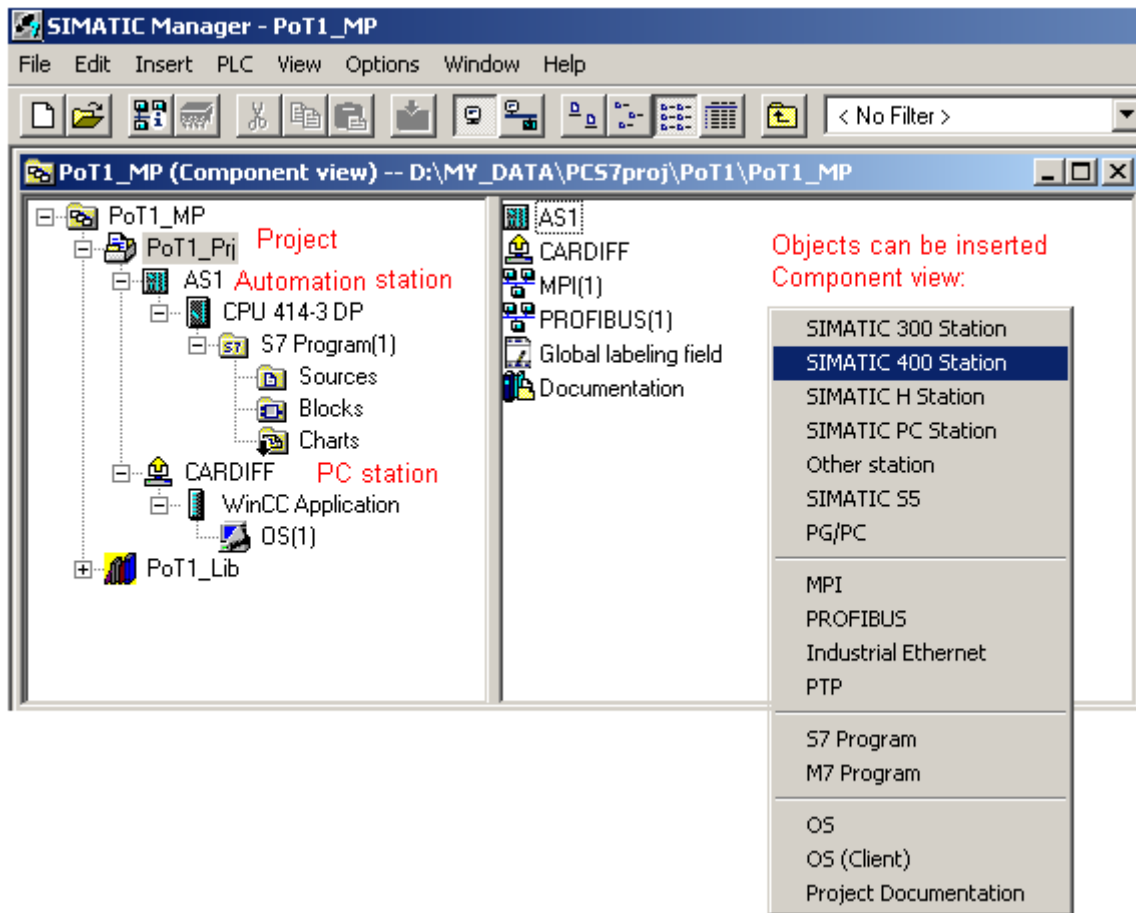 SIMATIC Manager - PoT1_MP
File Edit Insert PLC View Options Window Help
< No Filter >
PoT1_MP (Component view) -- D:\MY_DATA\PCS7proj\PoT1\PoT1_MP
PoT1_MP
PoT1_Prj Project
AS1 Automation station
CPU 414-3 DP
S7 Program(1)
Sources
Blocks
Charts
CARDIFF PC station
WinCC Application
OS(1)
PoT1_Lib
AS1
CARDIFF
MPI(1)
PROFIBUS(1)
Global labeling field
Documentation
Objects can be inserted
Component view:
SIMATIC 300 Station
SIMATIC 400 Station
SIMATIC H Station
SIMATIC PC Station
Other station
SIMATIC S5
PG/PC
MPI
PROFIBUS
Industrial Ethernet
PTP
S7 Program
M7 Program
OS
OS (Client)
Project Documentation